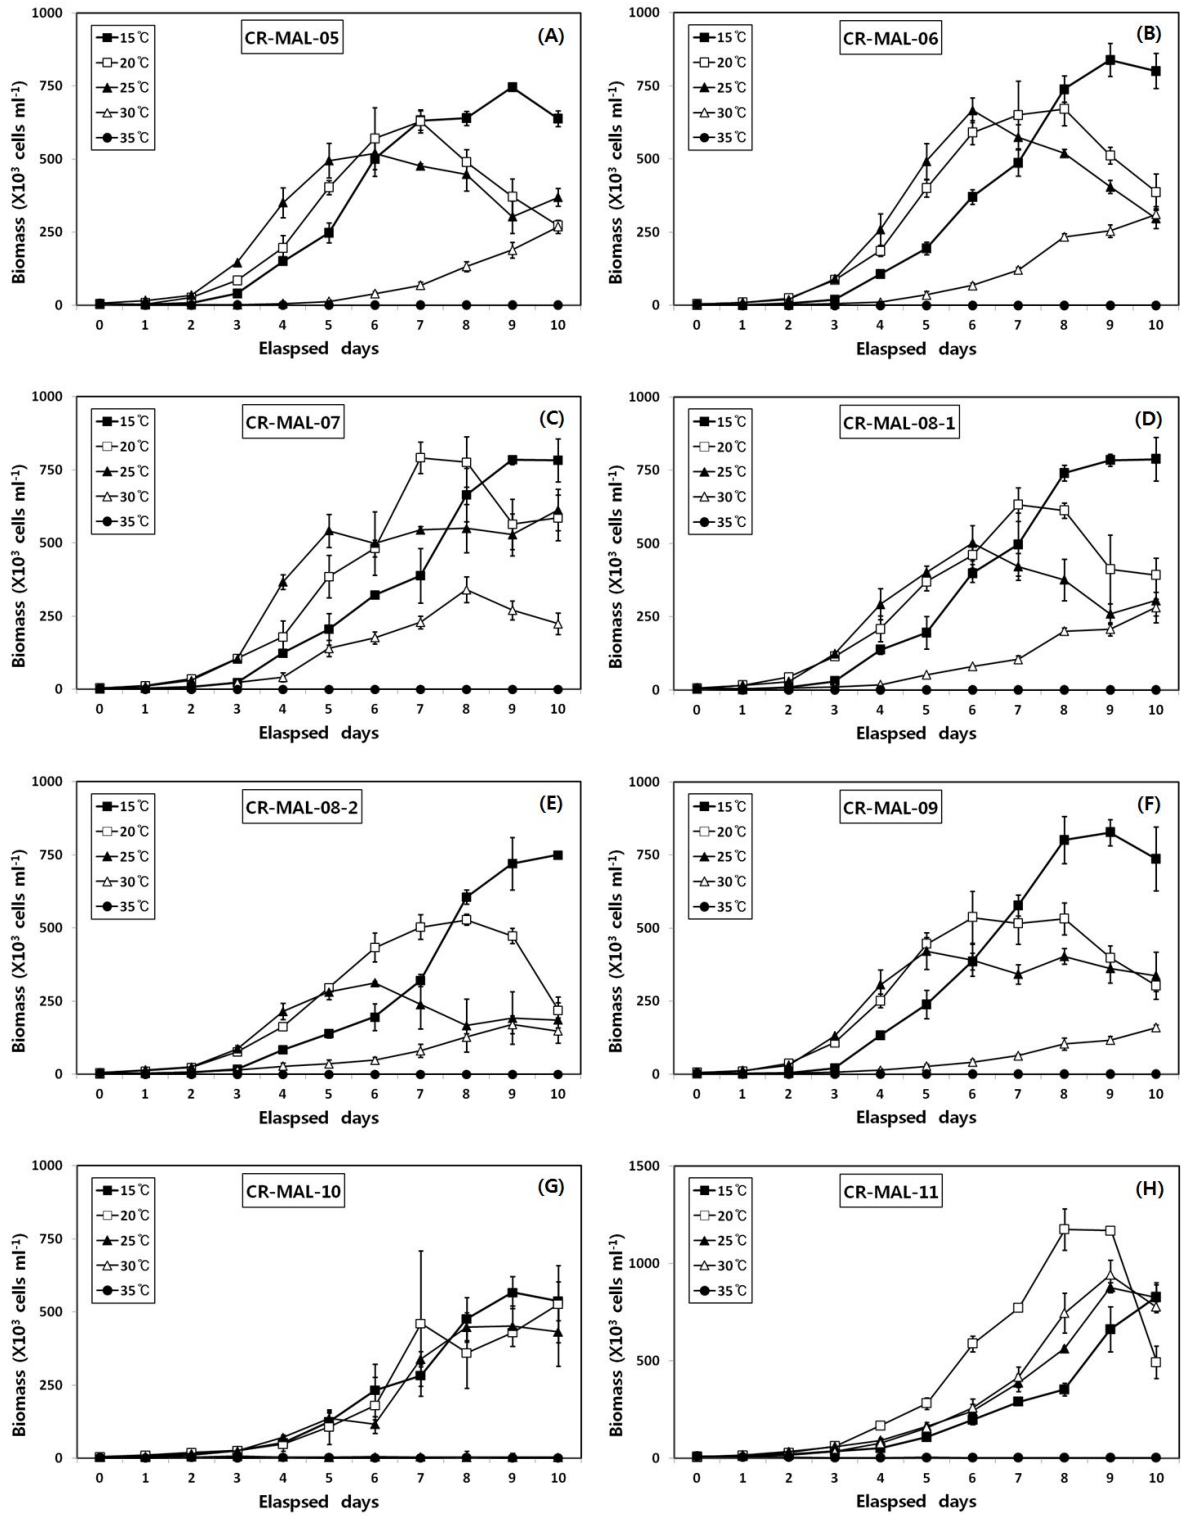 CR-MAL-05
(A)
15℃
20℃
25℃
30℃
35℃
Biomass (X10³ cells ml⁻¹)
1000
750
500
250
0
0 1 2 3 4 5 6 7 8 9 10
Elaspsed days
CR-MAL-06
(B)
15℃
20℃
25℃
30℃
35℃
Biomass (X10³ cells ml⁻¹)
1000
750
500
250
0
0 1 2 3 4 5 6 7 8 9 10
Elaspsed days
CR-MAL-07
(C)
15℃
20℃
25℃
30℃
35℃
Biomass (X10³ cells ml⁻¹)
1000
750
500
250
0
0 1 2 3 4 5 6 7 8 9 10
Elaspsed days
CR-MAL-08-1
(D)
15℃
20℃
25℃
30℃
35℃
Biomass (X10³ cells ml⁻¹)
1000
750
500
250
0
0 1 2 3 4 5 6 7 8 9 10
Elaspsed days
CR-MAL-08-2
(E)
15℃
20℃
25℃
30℃
35℃
Biomass (X10³ cells ml⁻¹)
1000
750
500
250
0
0 1 2 3 4 5 6 7 8 9 10
Elaspsed days
CR-MAL-09
(F)
15℃
20℃
25℃
30℃
35℃
Biomass (X10³ cells ml⁻¹)
1000
750
500
250
0
0 1 2 3 4 5 6 7 8 9 10
Elaspsed days
CR-MAL-10
(G)
15℃
20℃
25℃
30℃
35℃
Biomass (X10³ cells ml⁻¹)
1000
750
500
250
0
0 1 2 3 4 5 6 7 8 9 10
Elaspsed days
CR-MAL-11
(H)
15℃
20℃
25℃
30℃
35℃
Biomass (X10³ cells ml⁻¹)
1500
1000
500
0
0 1 2 3 4 5 6 7 8 9 10
Elaspsed days